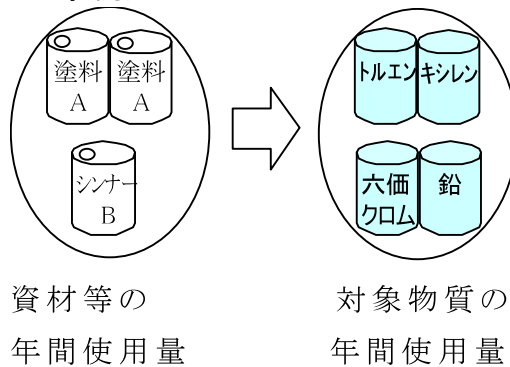 塗料
A
塗料
A
シンナー
B
トルエン
キシレン
六価
クロム
鉛
資材等の
年間使用量
対象物質の
年間使用量